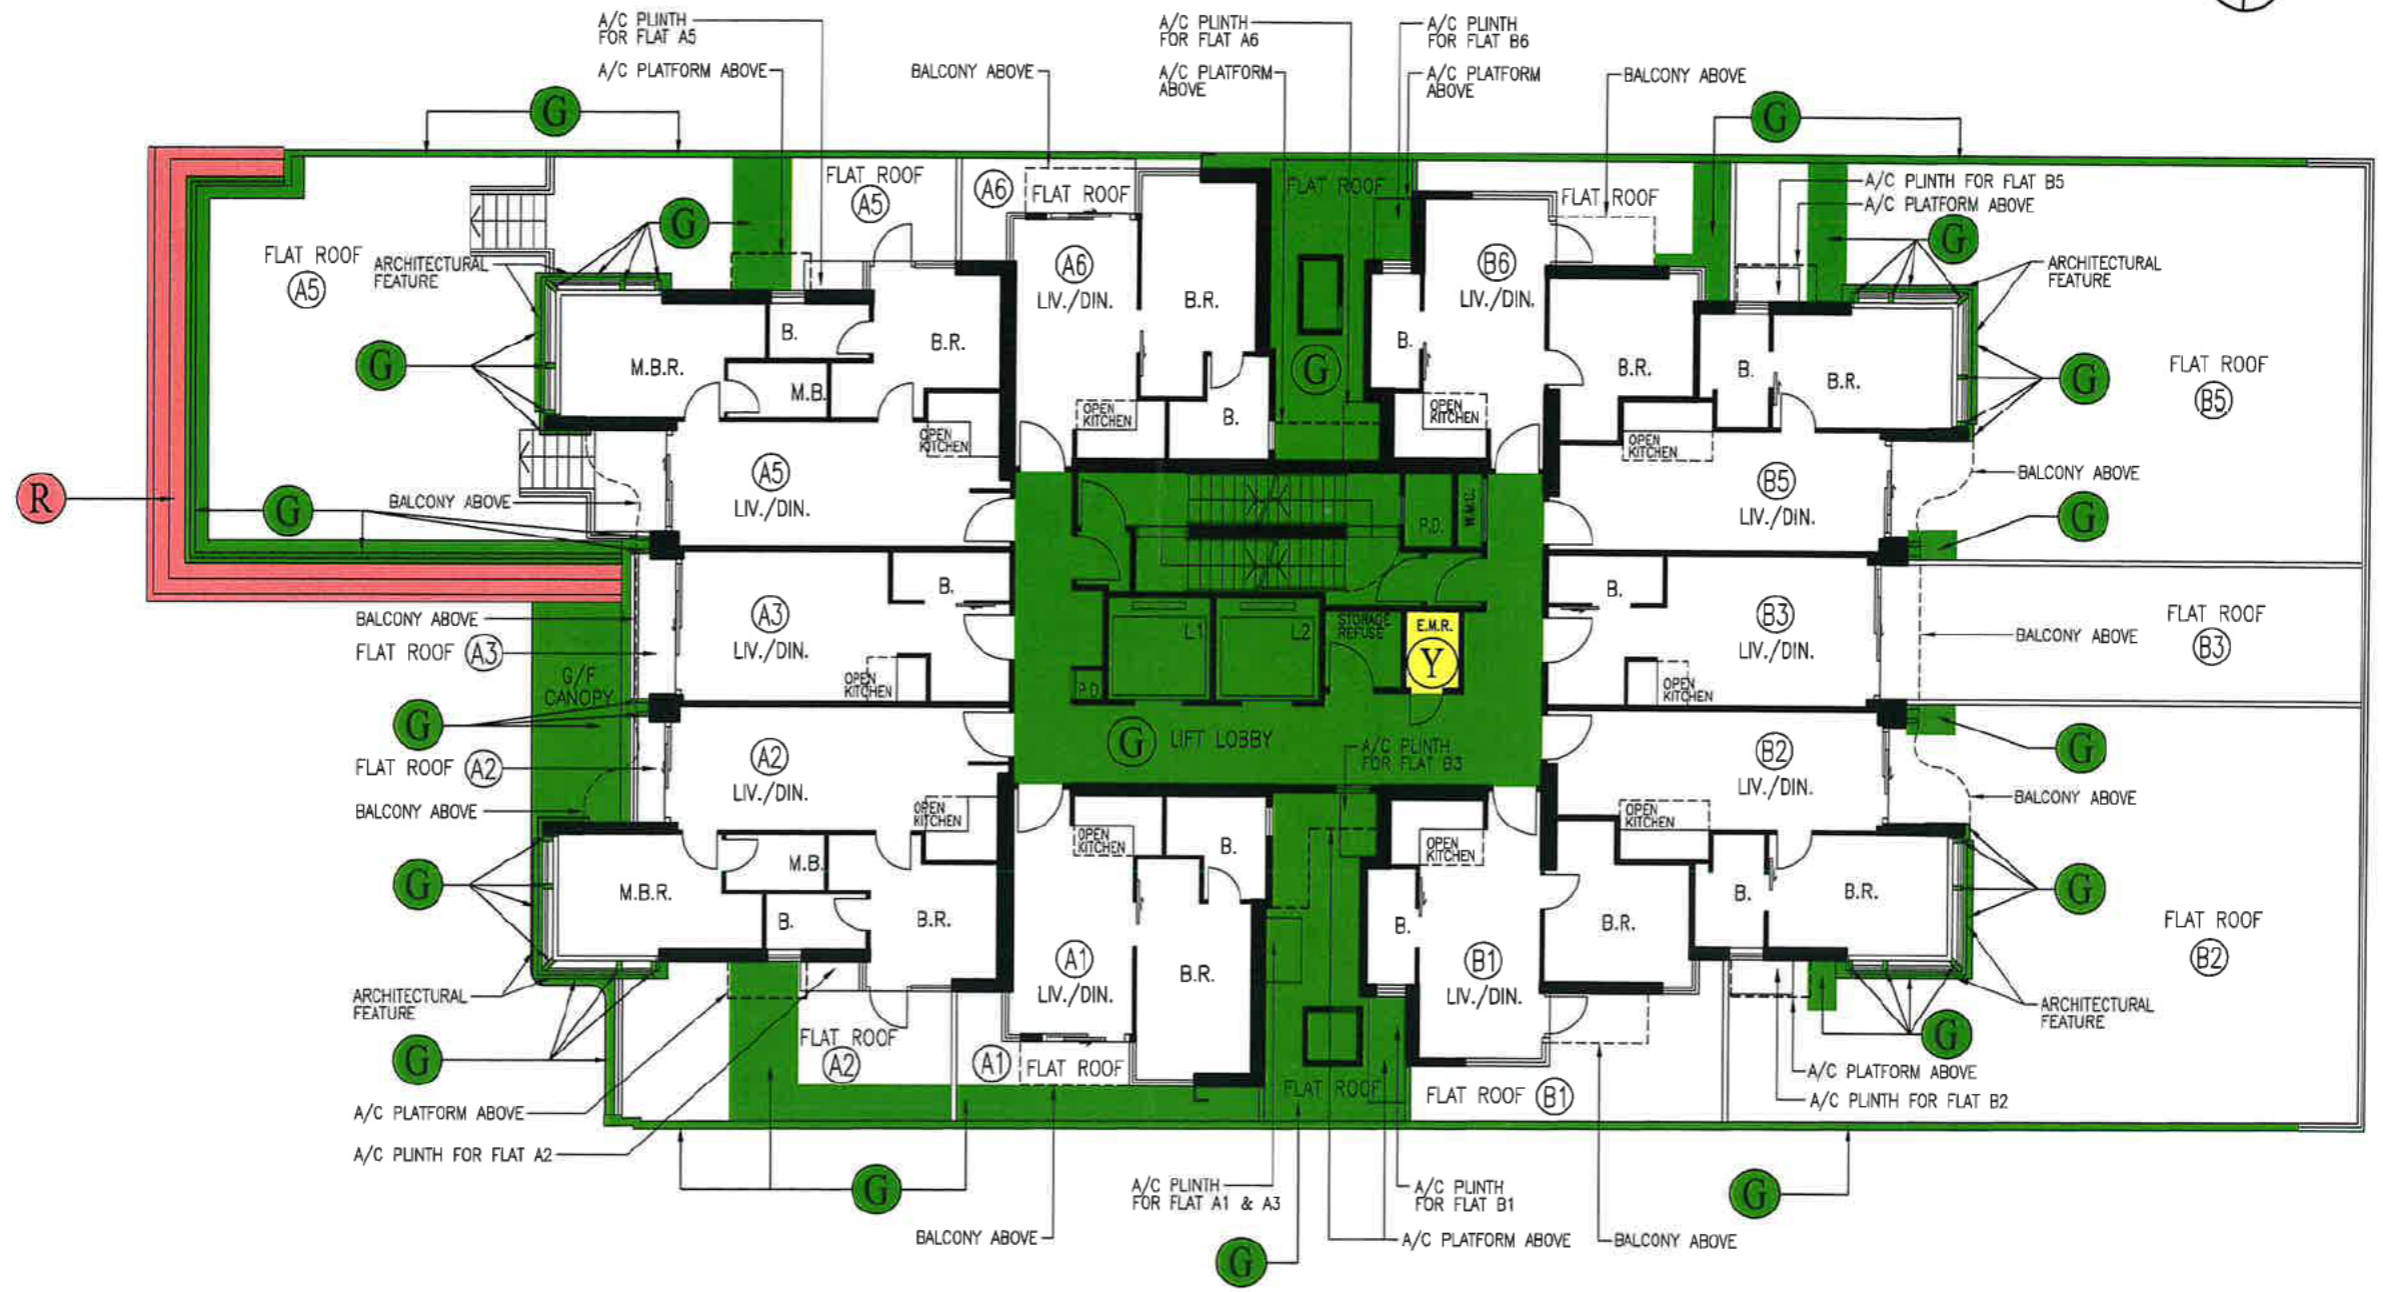 A/C PLINTH
FOR FLAT A5
A/C PLATFORM ABOVE
BALCONY ABOVE
A/C PLINTH
FOR FLAT A6
A/C PLATFORM
ABOVE
A/C PLINTH
FOR FLAT B6
A/C PLATFORM
ABOVE
BALCONY ABOVE
G
G
FLAT ROOF
A5
A6
FLAT ROOF
FLAT ROOF
FLAT ROOF
A/C PLINTH FOR FLAT B5
A/C PLATFORM ABOVE
G
G
FLAT ROOF
A5
ARCHITECTURAL
FEATURE
ARCHITECTURAL
FEATURE
A6
LIV./DIN.
B.R.
B6
LIV./DIN.
G
M.B.R.
B.
M.B.
B.R.
G
B.
B.R.
B.
B.R.
G
FLAT ROOF
B5
OPEN
KITCHEN
B.
OPEN
KITCHEN
OPEN
KITCHEN
OPEN
KITCHEN
R
G
BALCONY ABOVE
A5
LIV./DIN.
P.D.
W.M.C.
B5
LIV./DIN.
BALCONY ABOVE
G
B.
B.
BALCONY ABOVE
FLAT ROOF A3
G/F
CANOPY
A3
LIV./DIN.
OPEN
KITCHEN
L1
L2
STORAGE
REFUSE
E.M.R.
Y
P.D.
B3
LIV./DIN.
OPEN
KITCHEN
BALCONY ABOVE
FLAT ROOF
B3
G
FLAT ROOF A2
BALCONY ABOVE
A2
LIV./DIN.
G LIFT LOBBY
A/C PLINTH
FOR FLAT B3
B2
LIV./DIN.
G
BALCONY ABOVE
OPEN
KITCHEN
OPEN
KITCHEN
OPEN
KITCHEN
OPEN
KITCHEN
G
M.B.R.
M.B.
B.
B.R.
B.
B.
B.R.
B.
B.R.
G
FLAT ROOF
B2
A1
LIV./DIN.
B.R.
B1
LIV./DIN.
ARCHITECTURAL
FEATURE
ARCHITECTURAL
FEATURE
G
G
FLAT ROOF
A2
A1
FLAT ROOF
FLAT ROOF
FLAT ROOF B1
A/C PLATFORM ABOVE
A/C PLINTH FOR FLAT B2
A/C PLATFORM ABOVE
A/C PLINTH FOR FLAT A2
G
A/C PLINTH
FOR FLAT A1 & A3
A/C PLINTH
FOR FLAT B1
G
BALCONY ABOVE
A/C PLATFORM ABOVE
BALCONY ABOVE
G